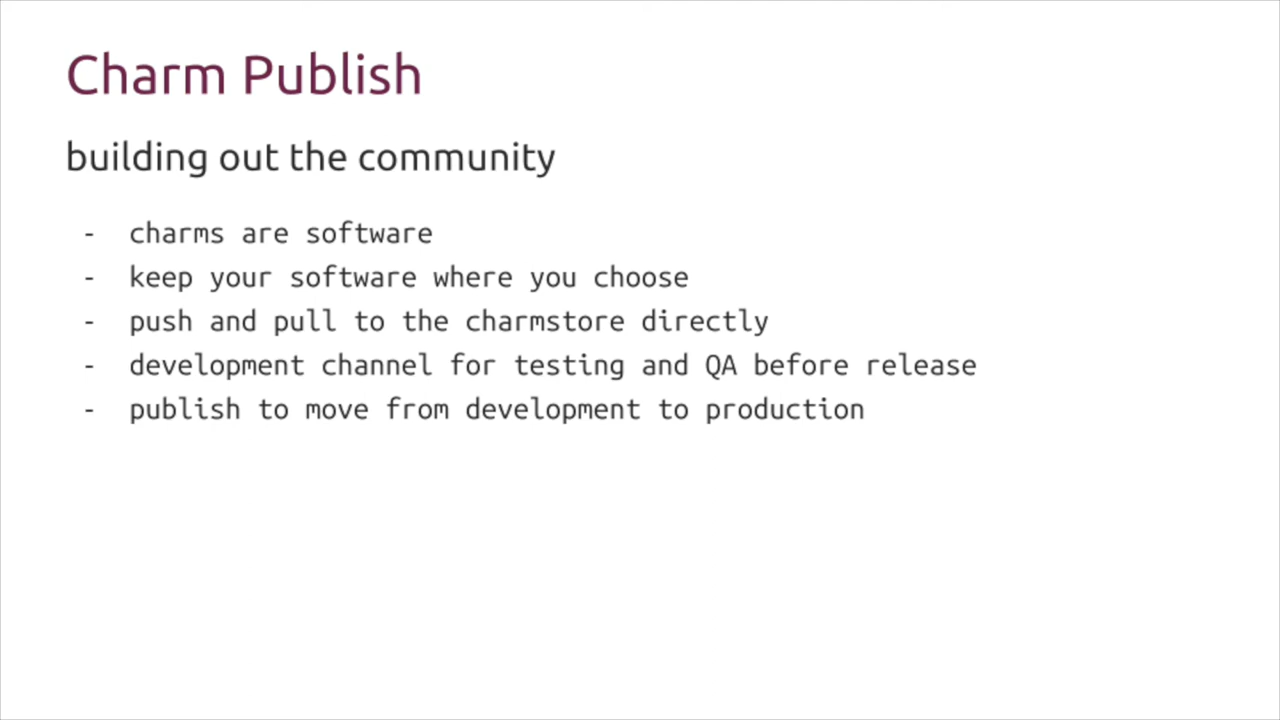 Charm Publish
building out the community
- charms are software
- keep your software where you choose
- push and pull to the charmstore directly
- development channel for testing and QA before release
- publish to move from development to production